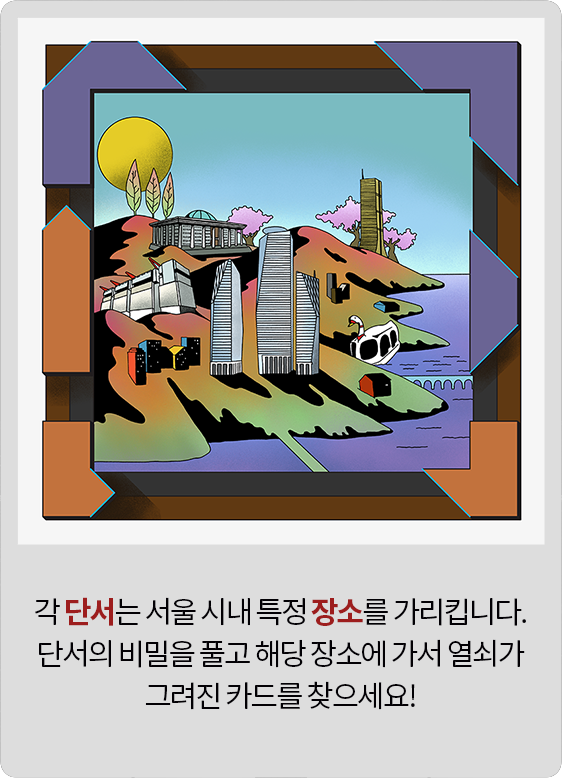 각 단서는 서울 시내 특정 장소를 가리킵니다.
단서의 비밀을 풀고 해당 장소에 가서 열쇠가
그려진 카드를 찾으세요!